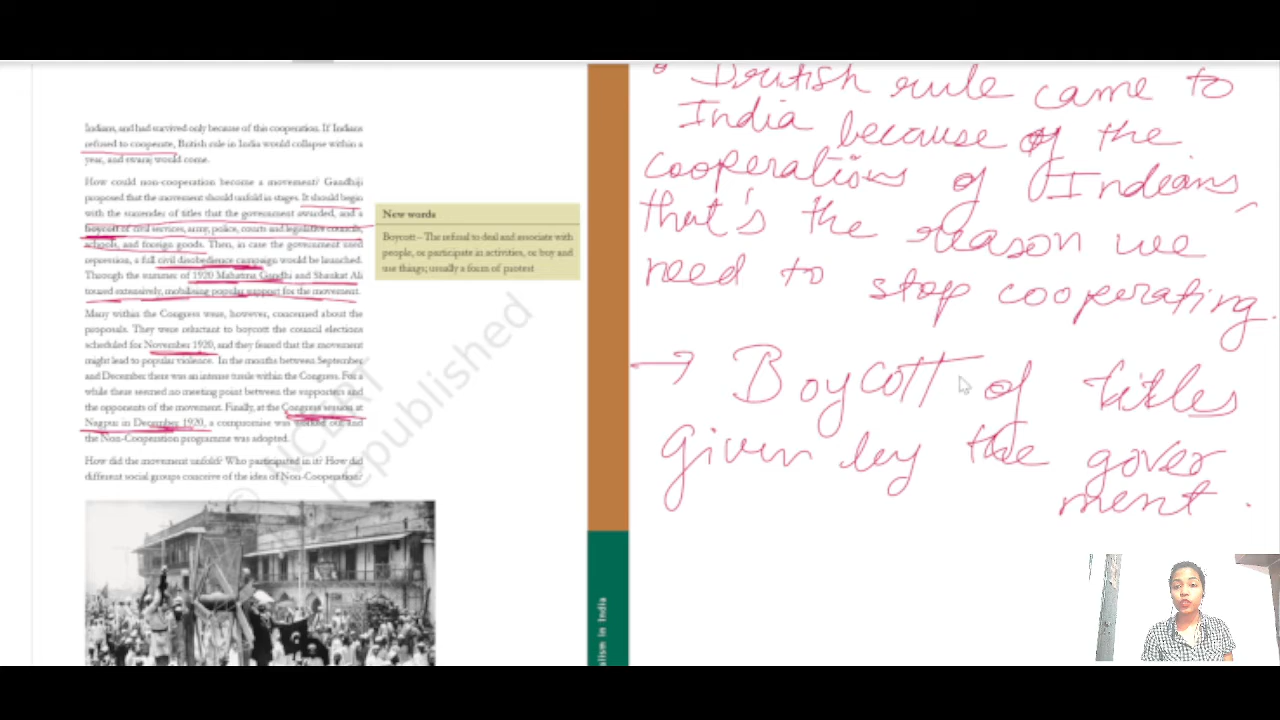 Indians, and had survived only because of this cooperation. If Indians
refused to cooperate, British rule in India would collapse within a
year, and swaraj would come.
How could non-cooperation become a movement? Gandhiji
proposed that the movement should unfold in stages. It should begin
with the surrender of titles that the government awarded, and a
boycott of civil services, army, police, courts and legislative councils,
schools, and foreign goods. Then, in case the government used
repression, a full civil disobedience campaign would be launched.
Through the summer of 1920 Mahatma Gandhi and Shaukat Ali
toured extensively, mobilising popular support for the movement.
Many within the Congress were, however, concerned about the
proposals. They were reluctant to boycott the council elections
scheduled for November 1920, and they feared that the movement
might lead to popular violence. In the months between September
and December there was an intense tussle within the Congress. For a
while there seemed no meeting point between the supporters and
the opponents of the movement. Finally, at the Congress session at
Nagpur in December 1920, a compromise was worked out and
the Non-Cooperation programme was adopted.
How did the movement unfold? Who participated in it? How did
different social groups conceive of the idea of Non-Cooperation?
New words
Boycott – The refusal to deal and associate with
people, or participate in activities, or buy and
use things; usually a form of protest
© NCERT
republished
alism in India
British rule came to
India because of the
cooperations of Indians,
that's the reason we
need to stop cooperating.
→ Boycott of titles
given by the gover
ment.